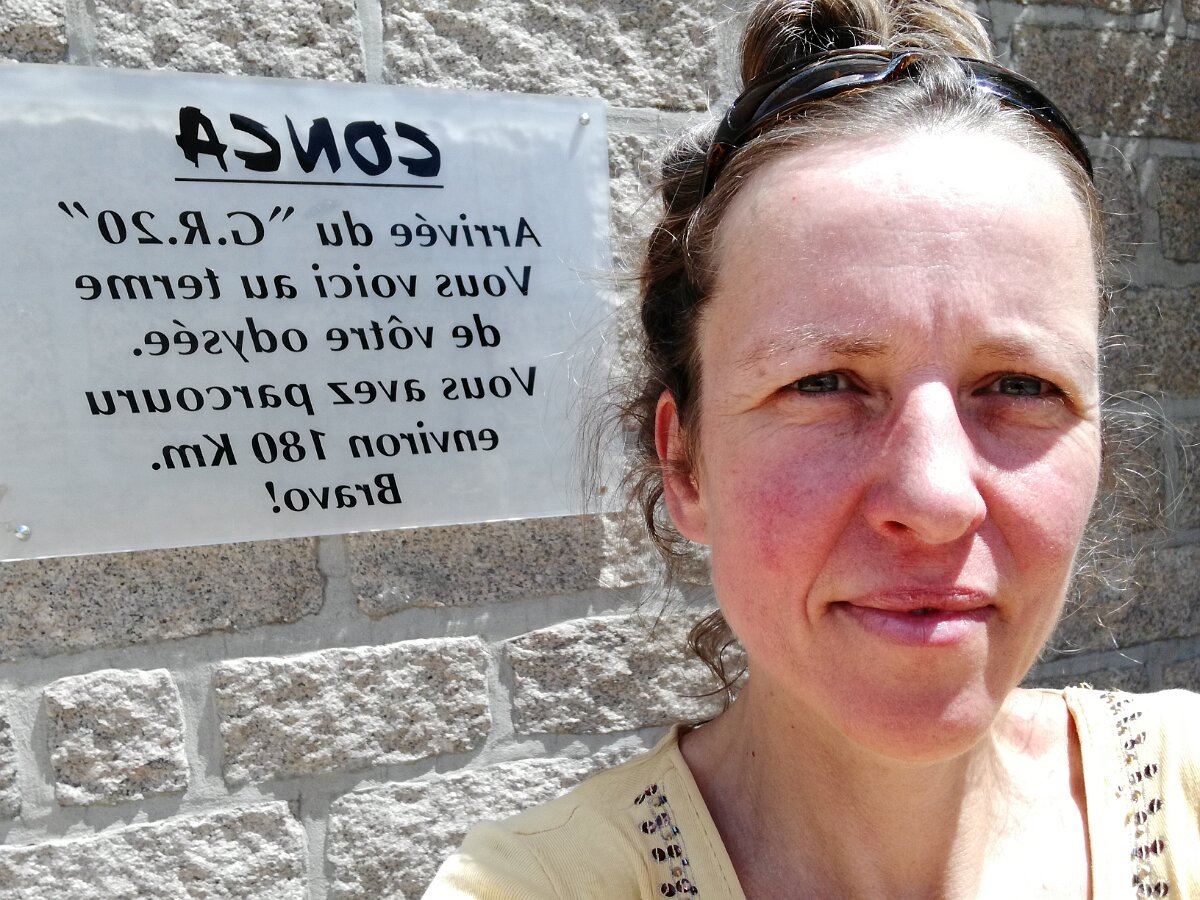 CONCA
Arrivée du "G.R.20"
Vous voici au terme
de vôtre odysée.
Vous avez parcouru
environ 180 Km.
Bravo!